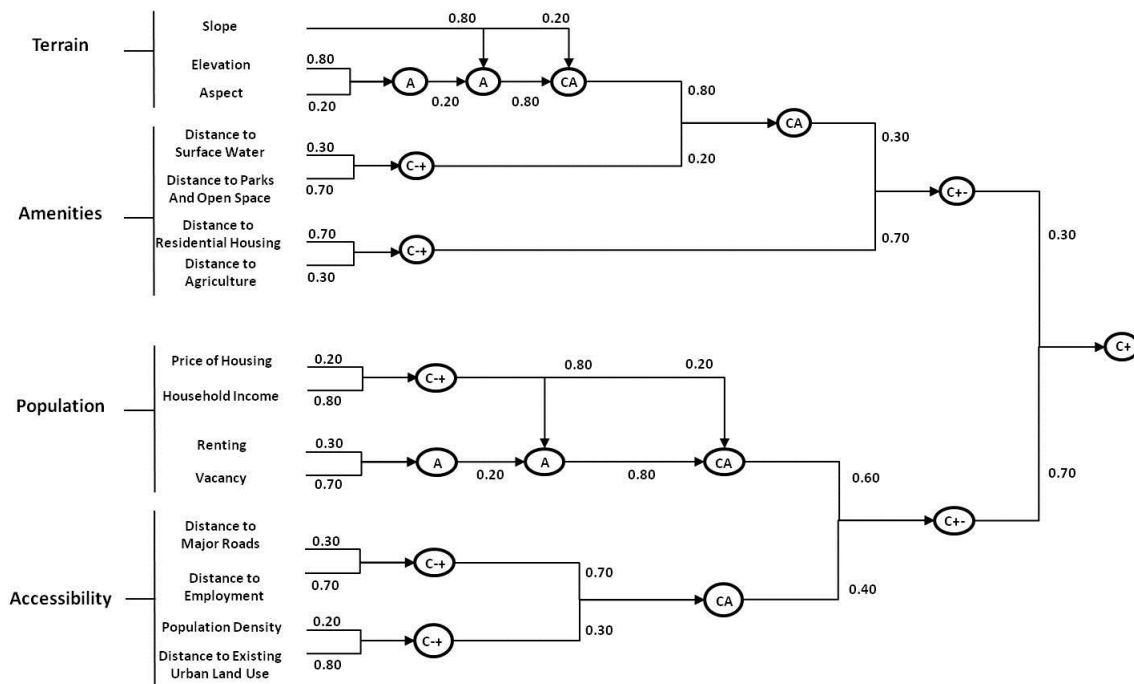 Terrain
Slope
0.80
0.20
Elevation
0.80
Aspect
0.20
A
0.20
A
0.80
CA
0.80
CA
0.30
Amenities
Distance to
Surface Water
0.30
Distance to Parks
And Open Space
0.70
C-+
0.20
Distance to
Residential Housing
0.70
Distance to
Agriculture
0.30
C-+
0.70
C+-
0.30
C+
Population
Price of Housing
0.20
Household Income
0.80
C-+
0.80
0.20
Renting
0.30
Vacancy
0.70
A
0.20
A
0.80
CA
0.60
C+-
0.70
Accessibility
Distance to
Major Roads
0.30
Distance to
Employment
0.70
C-+
0.70
CA
0.40
Population Density
0.20
Distance to Existing
Urban Land Use
0.80
C-+
0.30